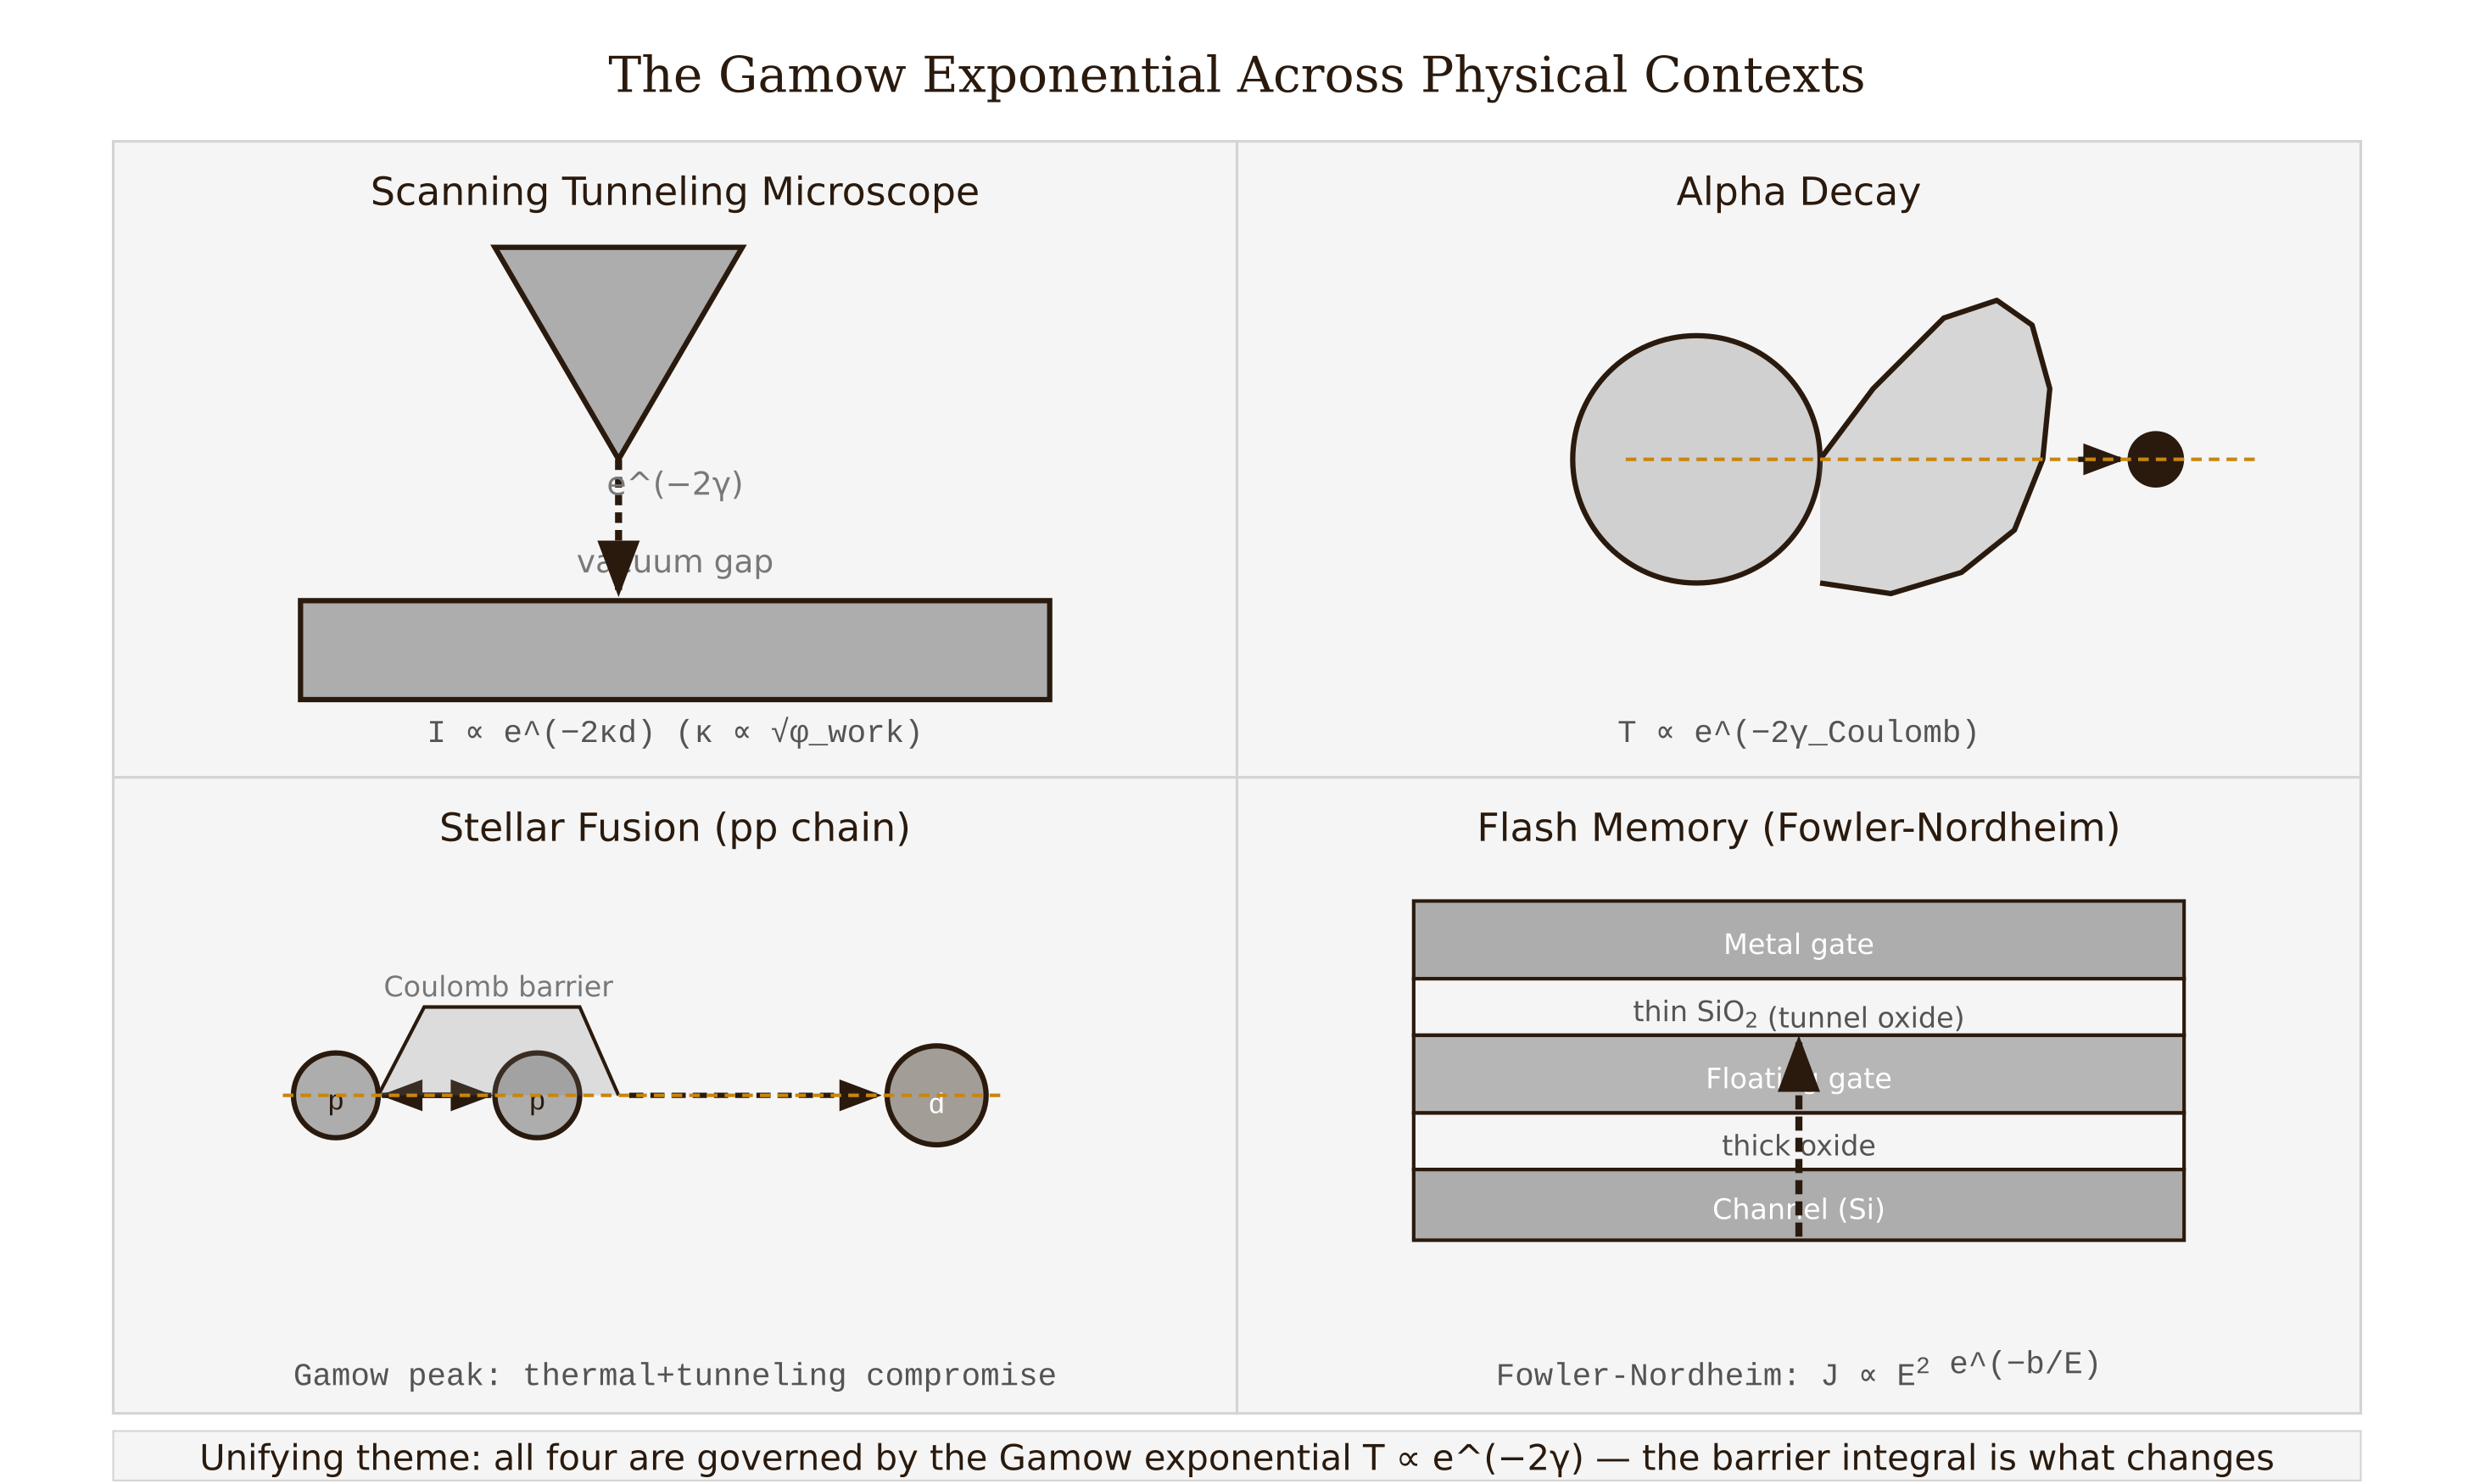 The Gamow Exponential Across Physical Contexts
Scanning Tunneling Microscope
e^(−2γ)
vacuum gap
I ∝ e^(−2κd) (κ ∝ √φ_work)
Alpha Decay
T ∝ e^(−2γ_Coulomb)
Stellar Fusion (pp chain)
Coulomb barrier
p
p
d
Gamow peak: thermal+tunneling compromise
Flash Memory (Fowler-Nordheim)
Metal gate
thin SiO₂ (tunnel oxide)
Floating gate
thick oxide
Channel (Si)
Fowler-Nordheim: J ∝ E² e^(−b/E)
Unifying theme: all four are governed by the Gamow exponential T ∝ e^(−2γ) — the barrier integral is what changes